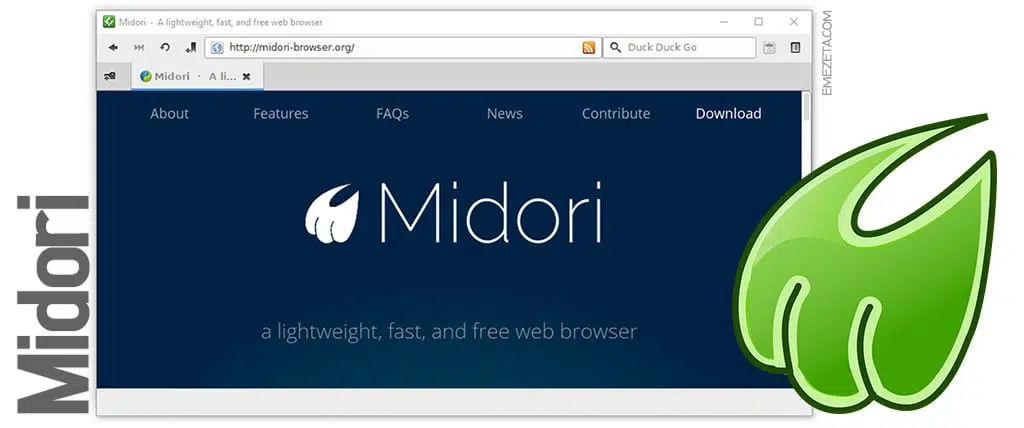 Midori - A lightweight, fast, and free web browser
http://midori-browser.org/
Duck Duck Go
Midori · A li...
About Features FAQs News Contribute Download
Midori
a lightweight, fast, and free web browser
Midori
EMEZETA.COM